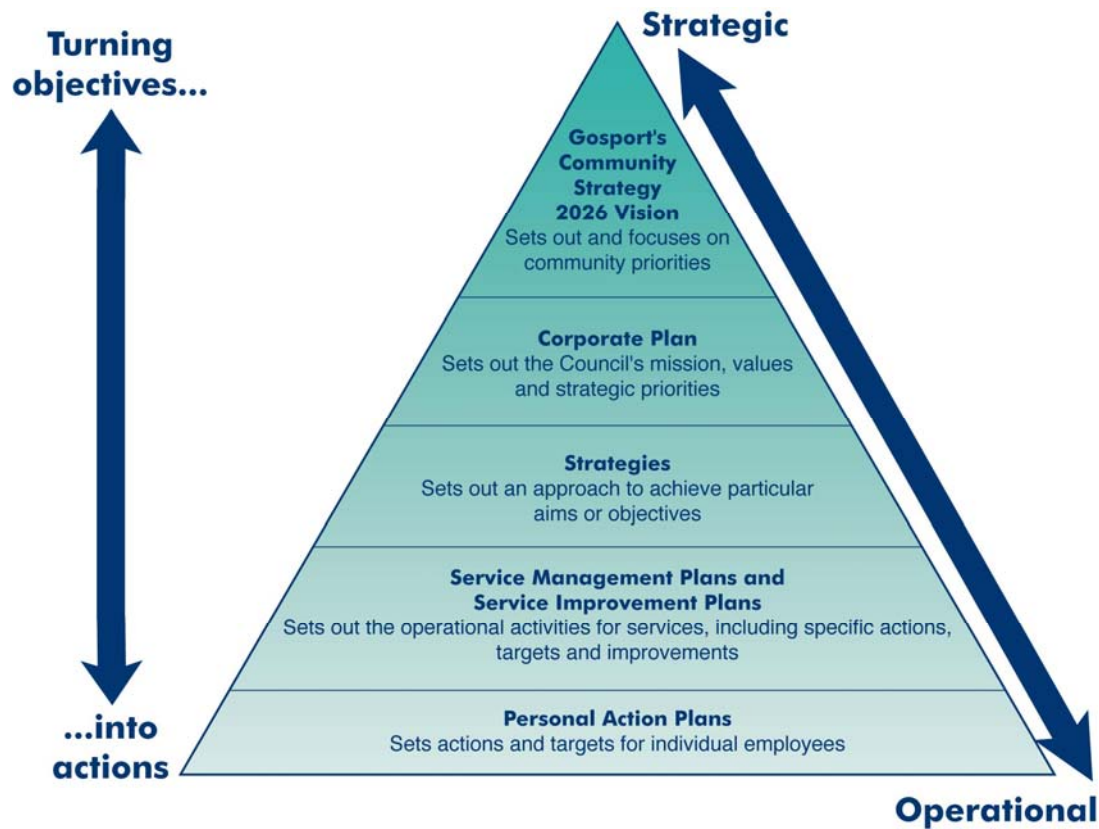 Turning
objectives...
Strategic
Gosport's
Community
Strategy
2026 Vision
Sets out and focuses on
community priorities
Corporate Plan
Sets out the Council's mission, values
and strategic priorities
Strategies
Sets out an approach to achieve particular
aims or objectives
Service Management Plans and
Service Improvement Plans
Sets out the operational activities for services, including specific actions,
targets and improvements
Personal Action Plans
Sets actions and targets for individual employees
...into
actions
Operational